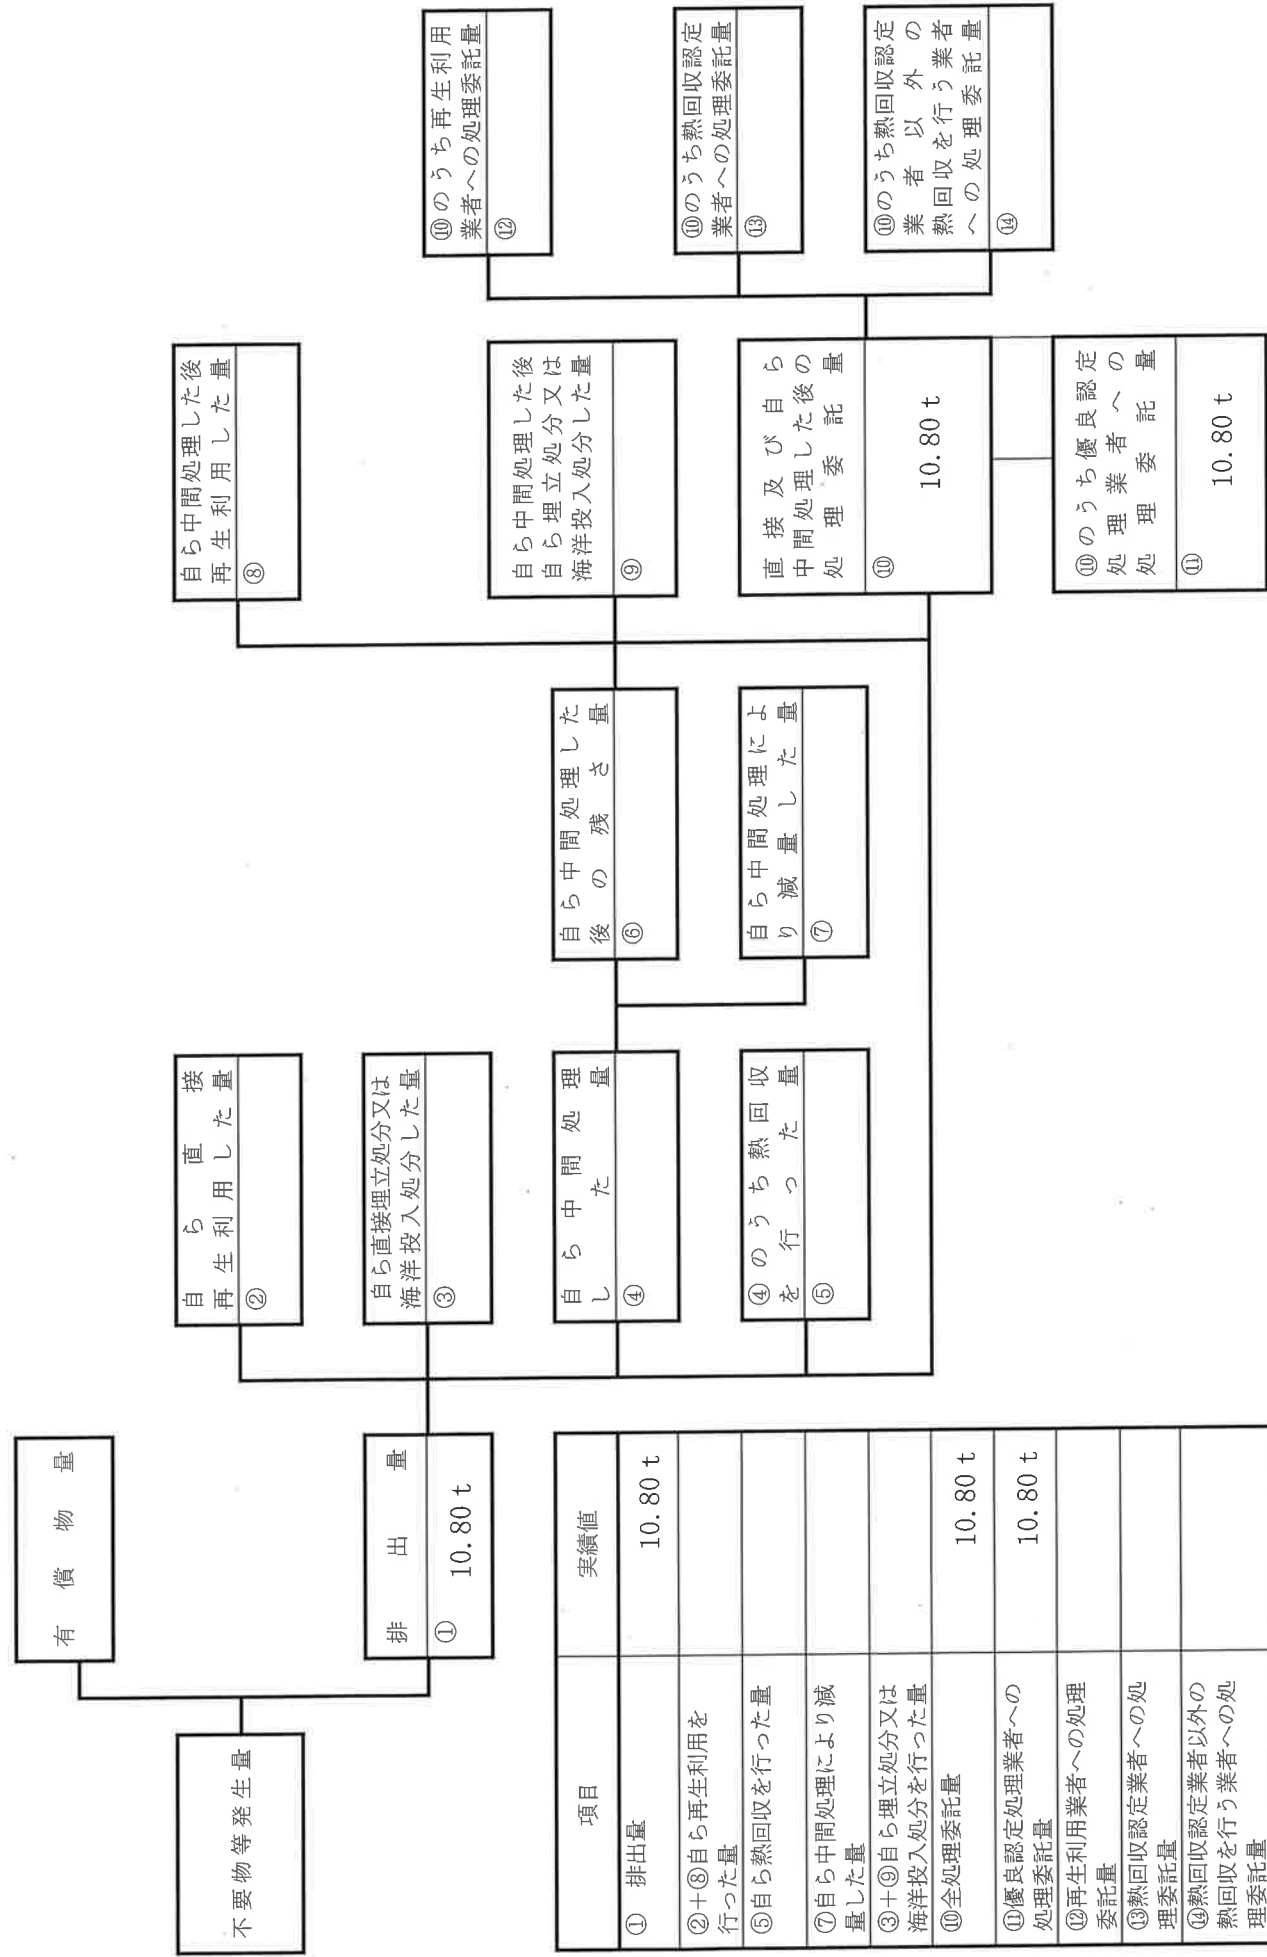 不要物等発生量
有償物量
排出量
①
10.80 t
自ら直接
再生利用した量
②
自ら直接埋立処分又は
海洋投入処分した量
③
自ら中間処理
した量
④
④のうち熱回収
を行った量
⑤
自ら中間処理した
後の残さ量
⑥
自ら中間処理によ
り減量した量
⑦
自ら中間処理した後
再生利用した量
⑧
自ら中間処理した後
自ら埋立処分又は
海洋投入処分した量
⑨
直接及び自ら
中間処理した後の
処理委託量
⑩
10.80 t
⑩のうち優良認定
処理業者への
処理委託量
⑪
10.80 t
⑩のうち再生利用
業者への処理委託量
⑫
⑩のうち熱回収認定
業者への処理委託量
⑬
⑩のうち熱回収認定
業者以外の
熱回収を行う業者
への処理委託量
⑭
項目 実績値
① 排出量 10.80 t
②＋⑧自ら再生利用を
行った量
⑤自ら熱回収を行った量
⑦自ら中間処理により減
量した量
③＋⑨自ら埋立処分又は
海洋投入処分を行った量
⑩全処理委託量 10.80 t
⑪優良認定処理業者への
処理委託量 10.80 t
⑫再生利用業者への処理
委託量
⑬熱回収認定業者への処
理委託量
⑭熱回収認定業者以外の
熱回収を行う業者への処
理委託量